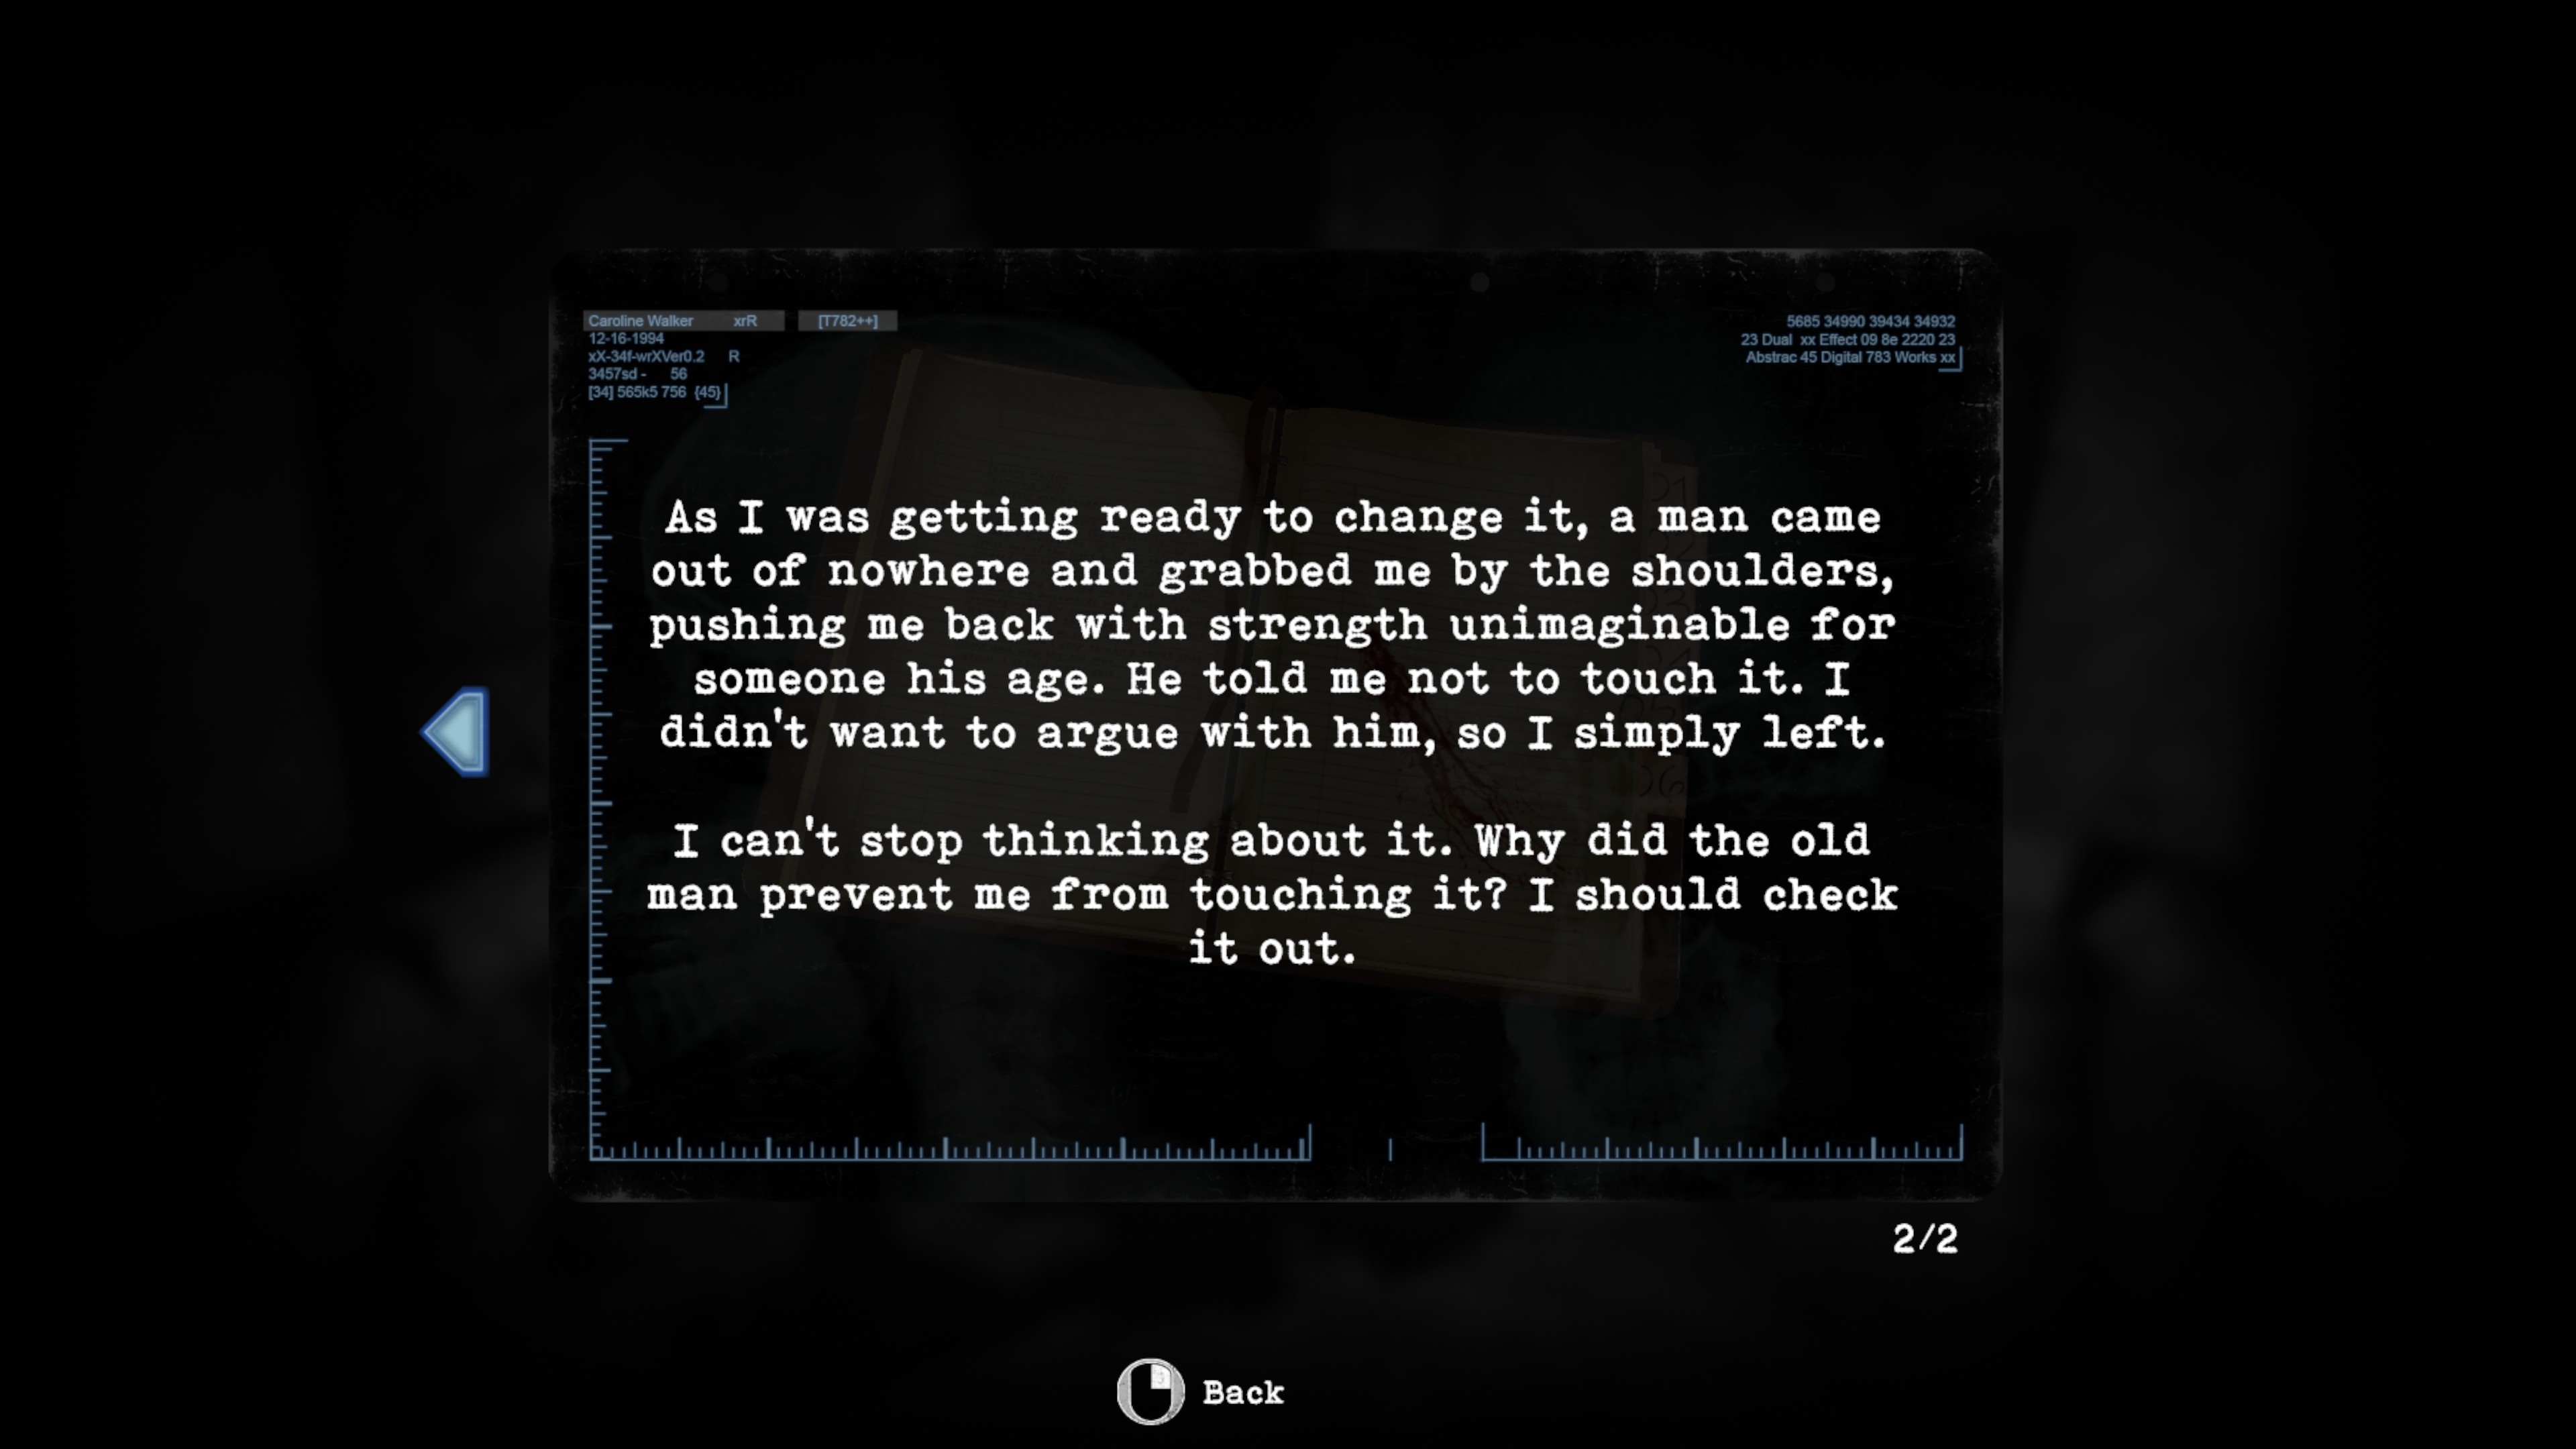 Caroline Walker xrR [T782++]
12-16-1994
xX-34f-wrXVer0.2 R
3457sd - 56
[34] 565k5 756 {45}
5685 34990 39434 34932
23 Dual xx Effect 09 8e 2220 23
Abstrac 45 Digital 783 Works xx
As I was getting ready to change it, a man came
out of nowhere and grabbed me by the shoulders,
pushing me back with strength unimaginable for
someone his age. He told me not to touch it. I
didn't want to argue with him, so I simply left.
I can't stop thinking about it. Why did the old
man prevent me from touching it? I should check
it out.
2/2
Back